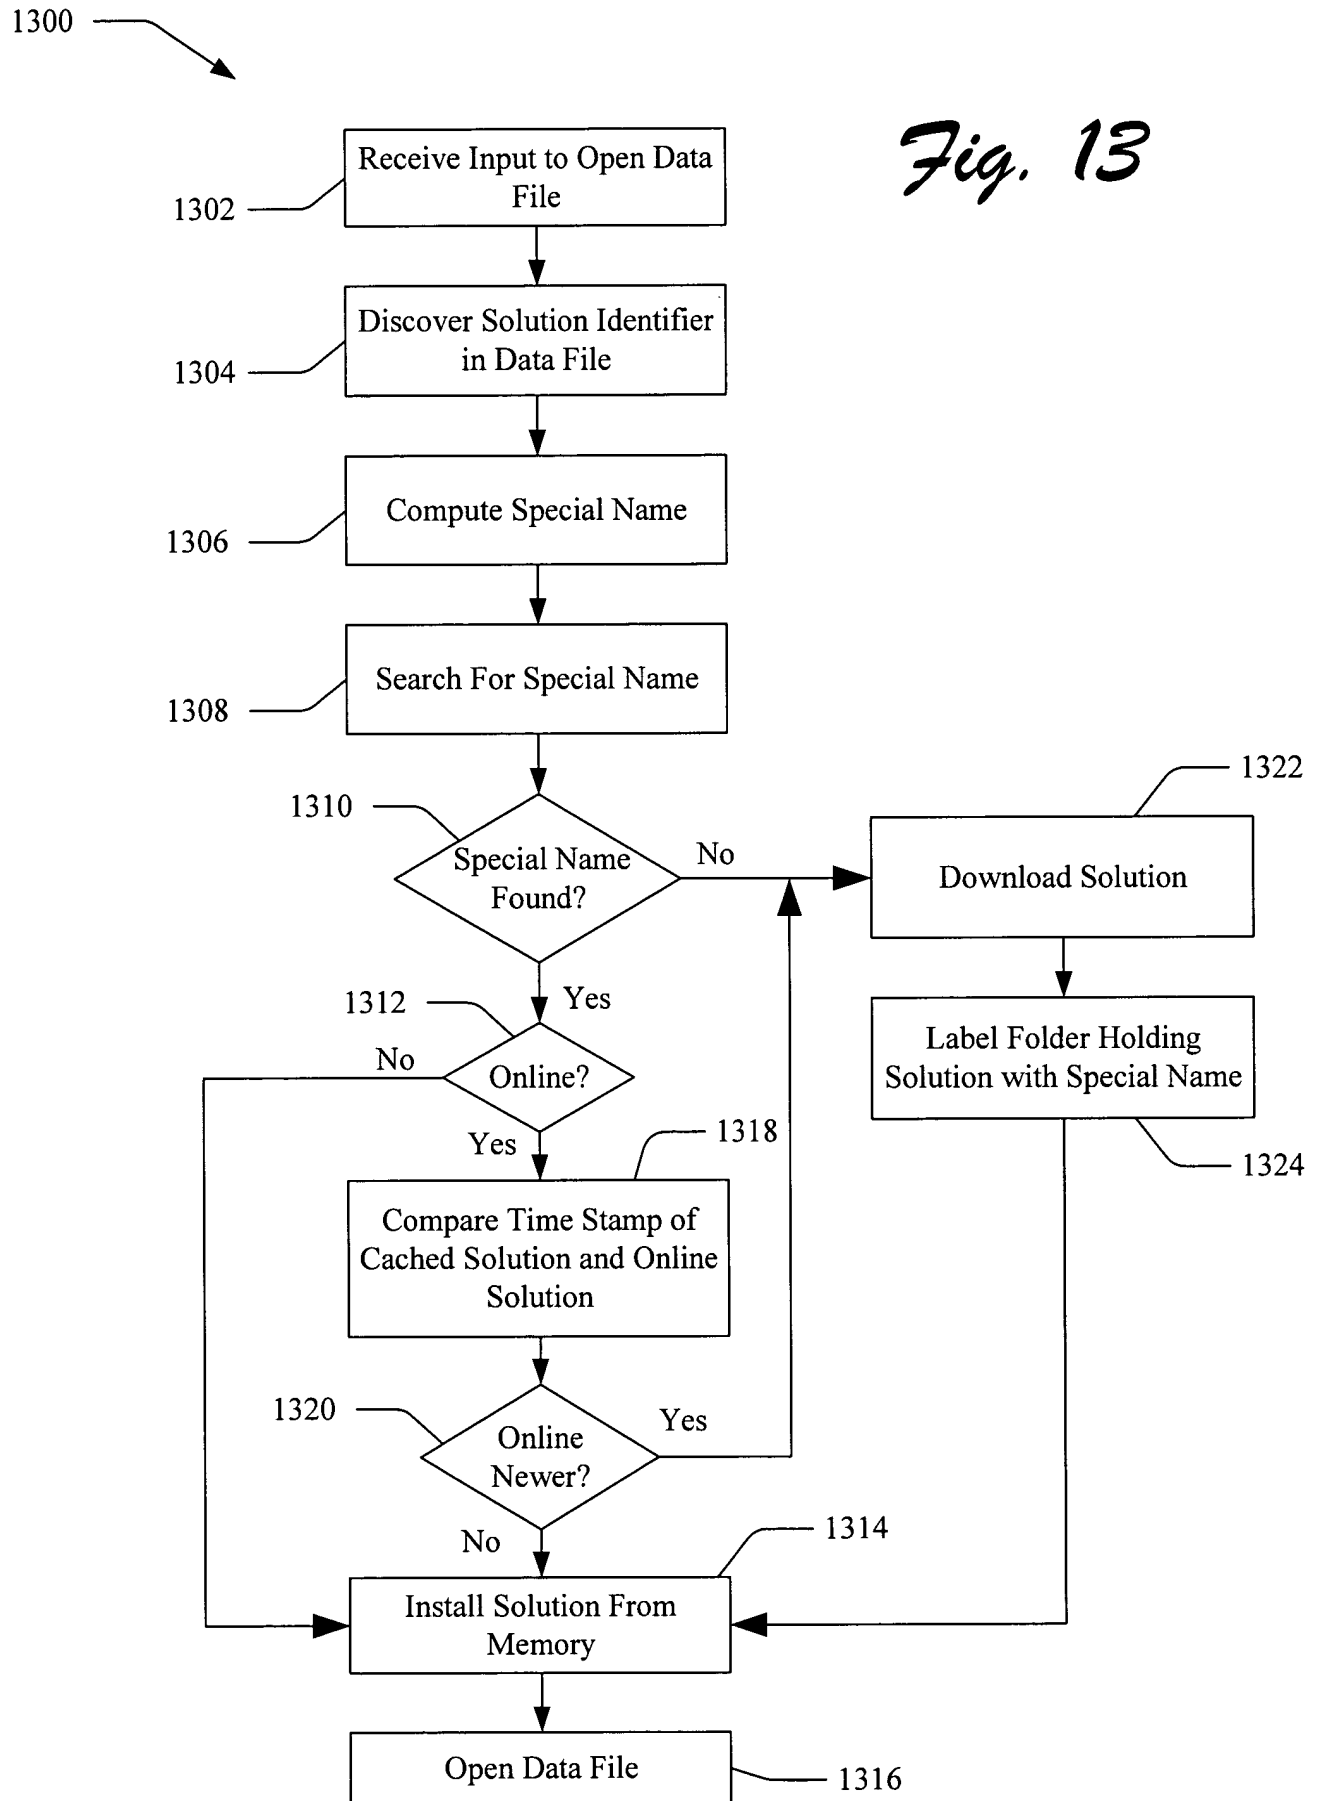 1300
Fig. 13
Receive Input to Open Data
File
1302
Discover Solution Identifier
in Data File
1304
Compute Special Name
1306
Search For Special Name
1308
1310
Special Name
Found?
No
1322
Download Solution
Yes
1312
Online?
No
Label Folder Holding
Solution with Special Name
1324
Yes
1318
Compare Time Stamp of
Cached Solution and Online
Solution
1320
Online
Newer?
Yes
No
1314
Install Solution From
Memory
Open Data File
1316